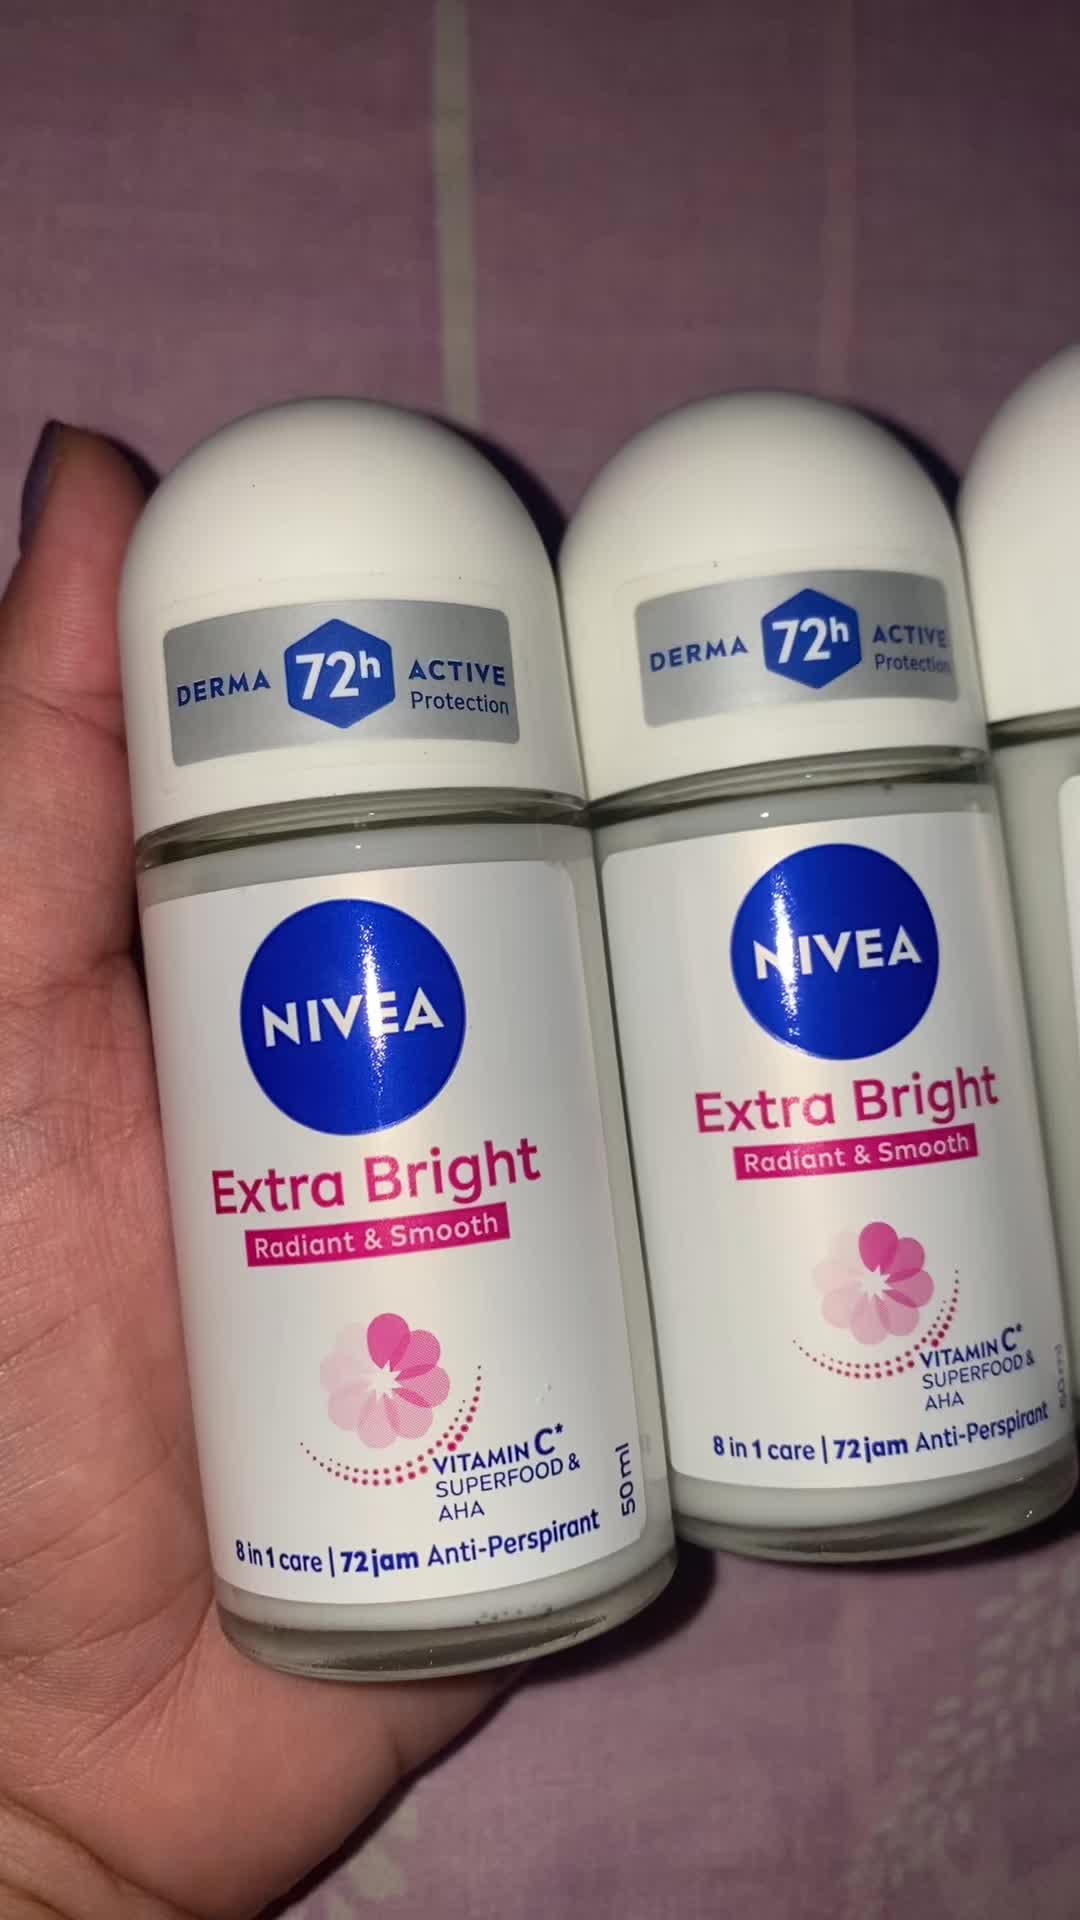 DERMA 72h ACTIVE
Protection
NIVEA
Extra Bright
Radiant & Smooth
VITAMIN C*
SUPERFOOD &
AHA
8 in 1 care | 72 jam Anti-Perspirant
50 ml
DERMA 72h ACTIVE
Protection
NIVEA
Extra Bright
Radiant & Smooth
VITAMIN C*
SUPERFOOD &
AHA
8 in 1 care | 72 jam Anti-Perspirant
50 ml